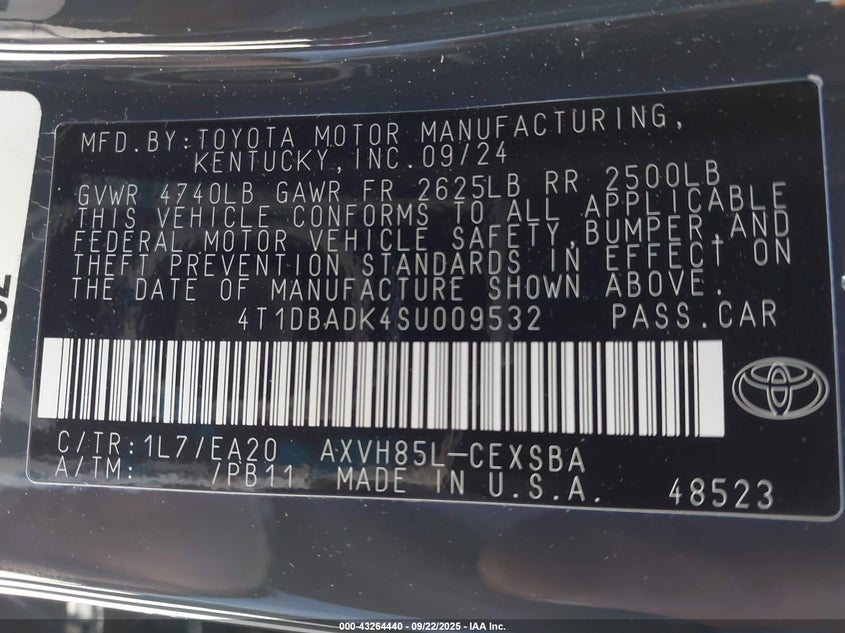 MFD.BY:TOYOTA MOTOR MANUFACTURING,
KENTUCKY,INC.09/24
GVWR 4740LB GAWR FR 2625LB RR 2500LB
THIS VEHICLE CONFORMS TO ALL APPLICABLE
FEDERAL MOTOR VEHICLE SAFETY,BUMPER,AND
THEFT PREVENTION STANDARDS IN EFFECT ON
THE DATE OF MANUFACTURE SHOWN ABOVE.
4T1DBADK4SU009532 PASS.CAR
C/TR:1L7/EA20 AXVH85L-CEXSBA
A/TM: /PB11 MADE IN U.S.A. 48523
000-43264440 - 09/22/2025 - IAA Inc.